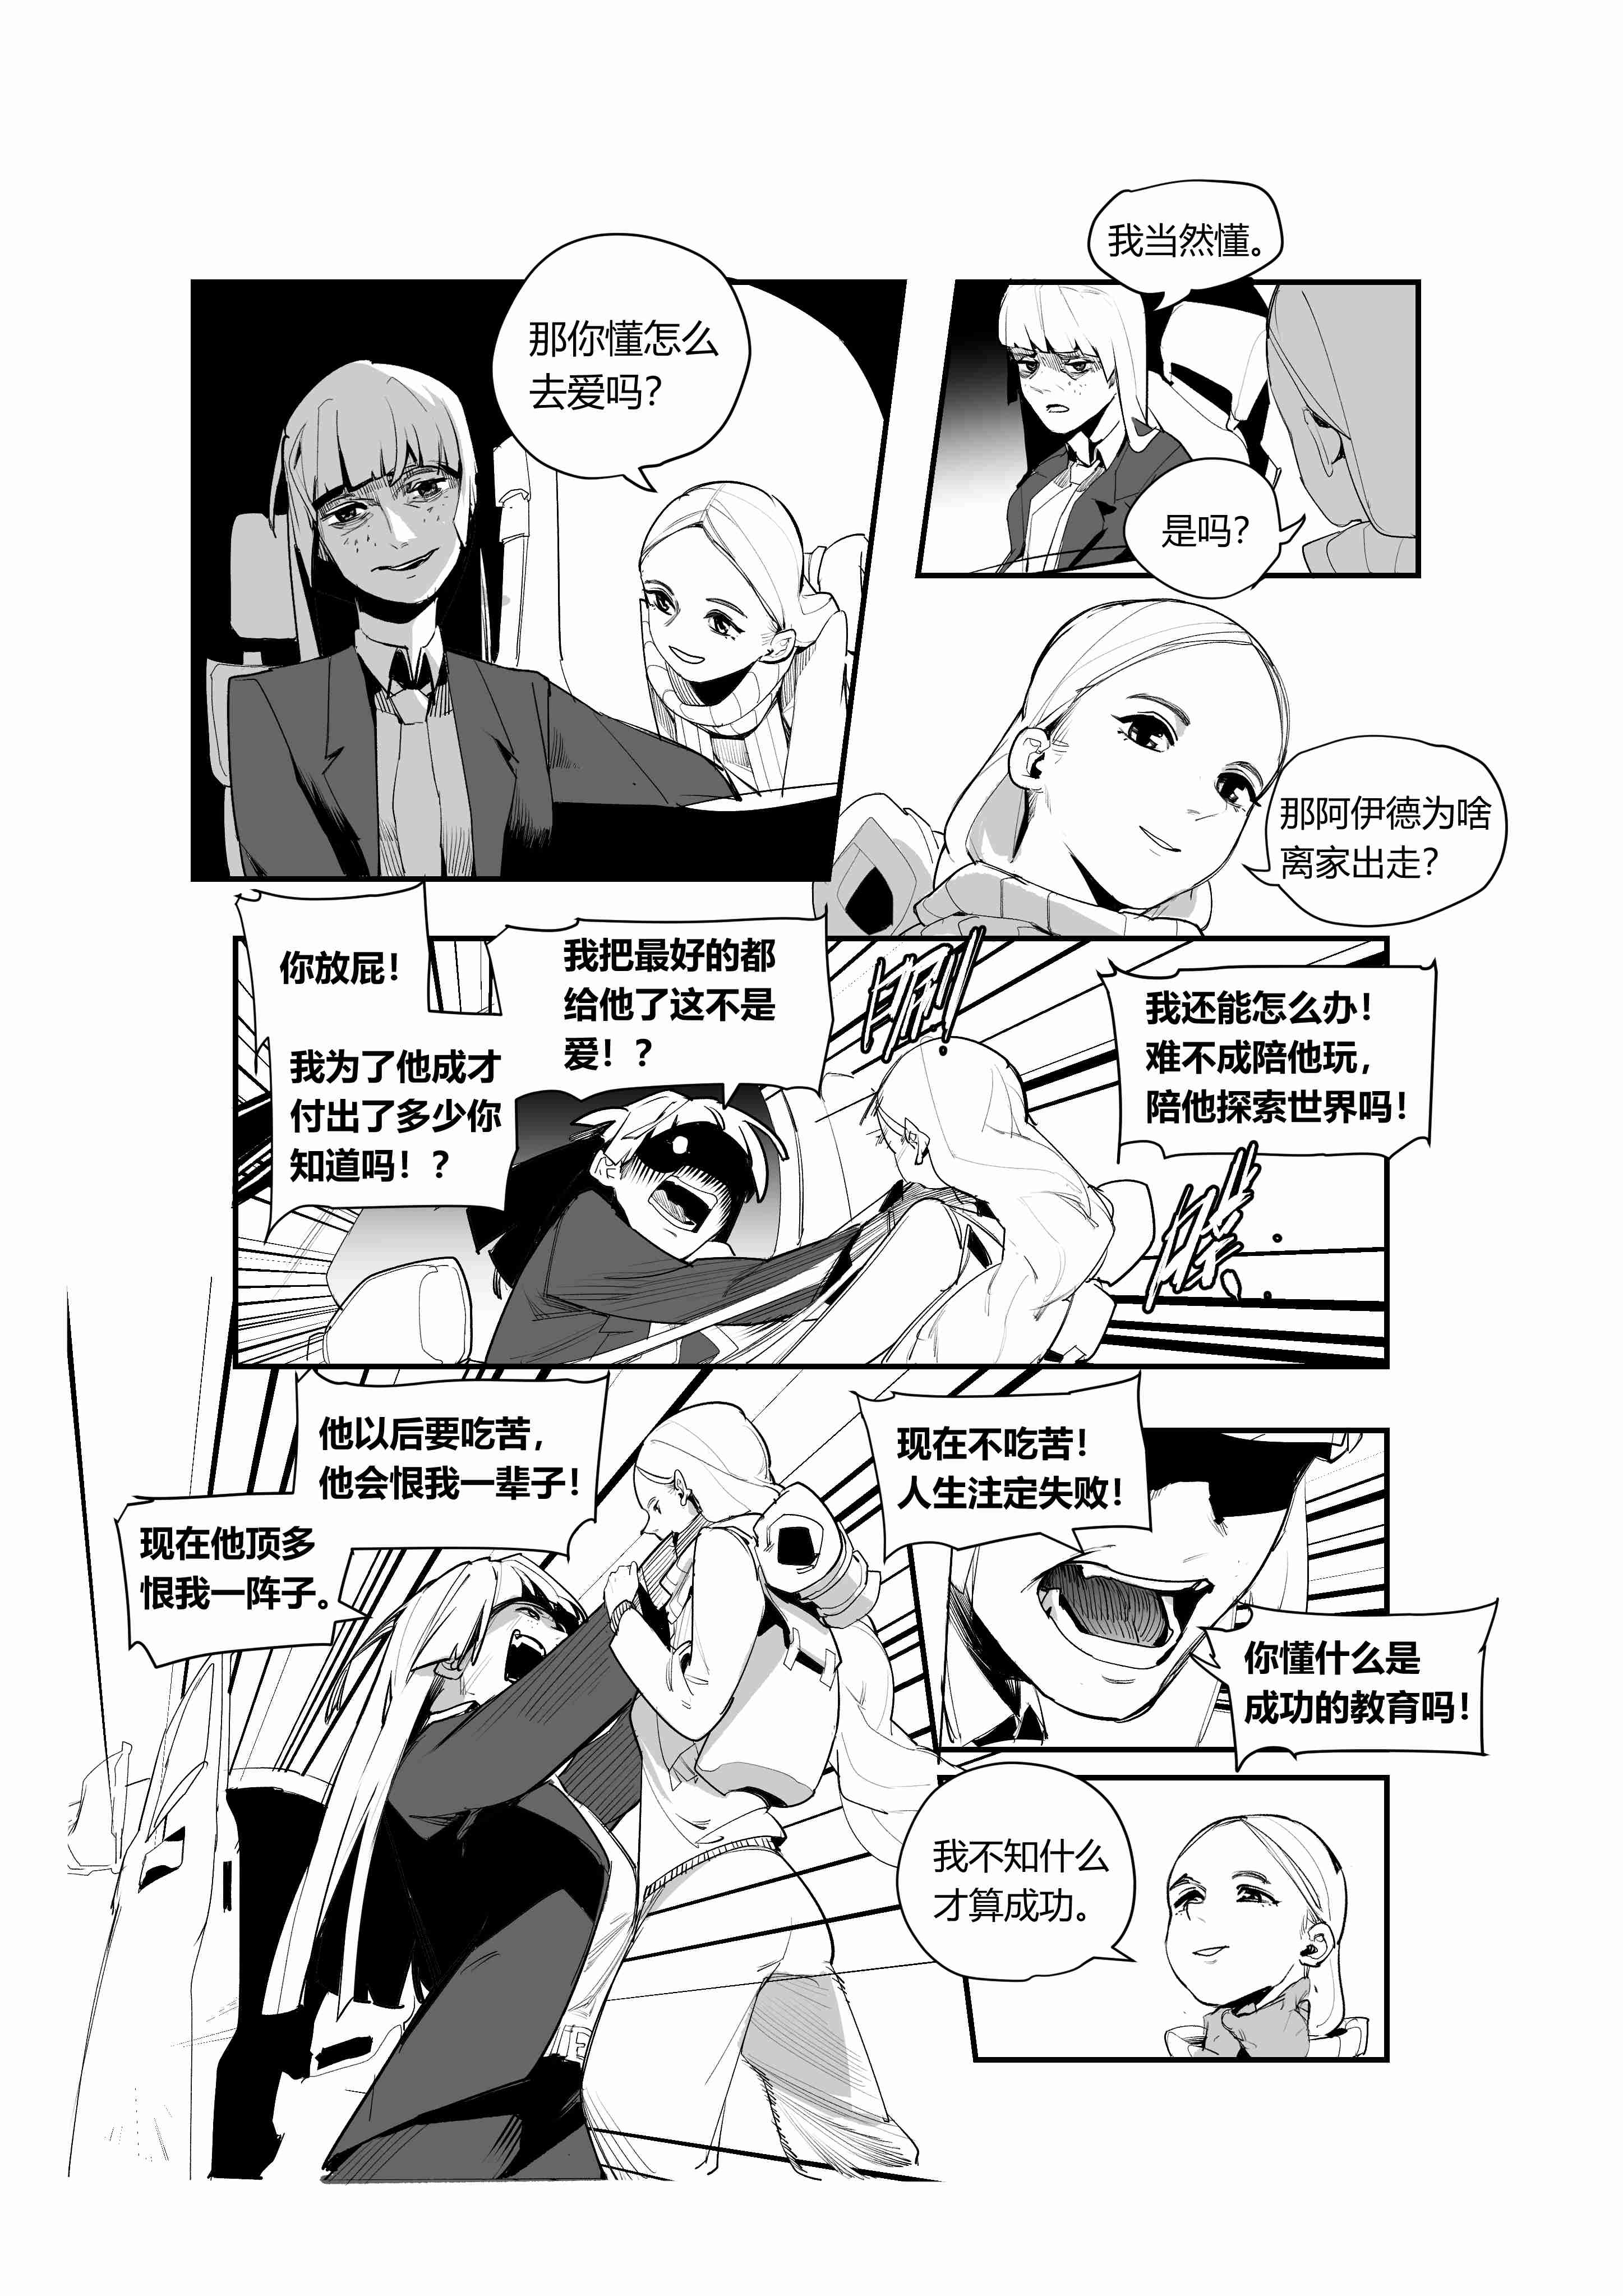 那你懂怎么
去爱吗？
我当然懂。
是吗？
那阿伊德为啥
离家出走？
你放屁！
我为了他成才
付出了多少你
知道吗！？
我把最好的都
给他了这不是
爱！？
我还能怎么办！
难不成陪他玩，
陪他探索世界吗！
他以后要吃苦，
他会恨我一辈子！
现在他顶多
恨我一阵子。
现在不吃苦！
人生注定失败！
你懂什么是
成功的教育吗！
我不知什么
才算成功。